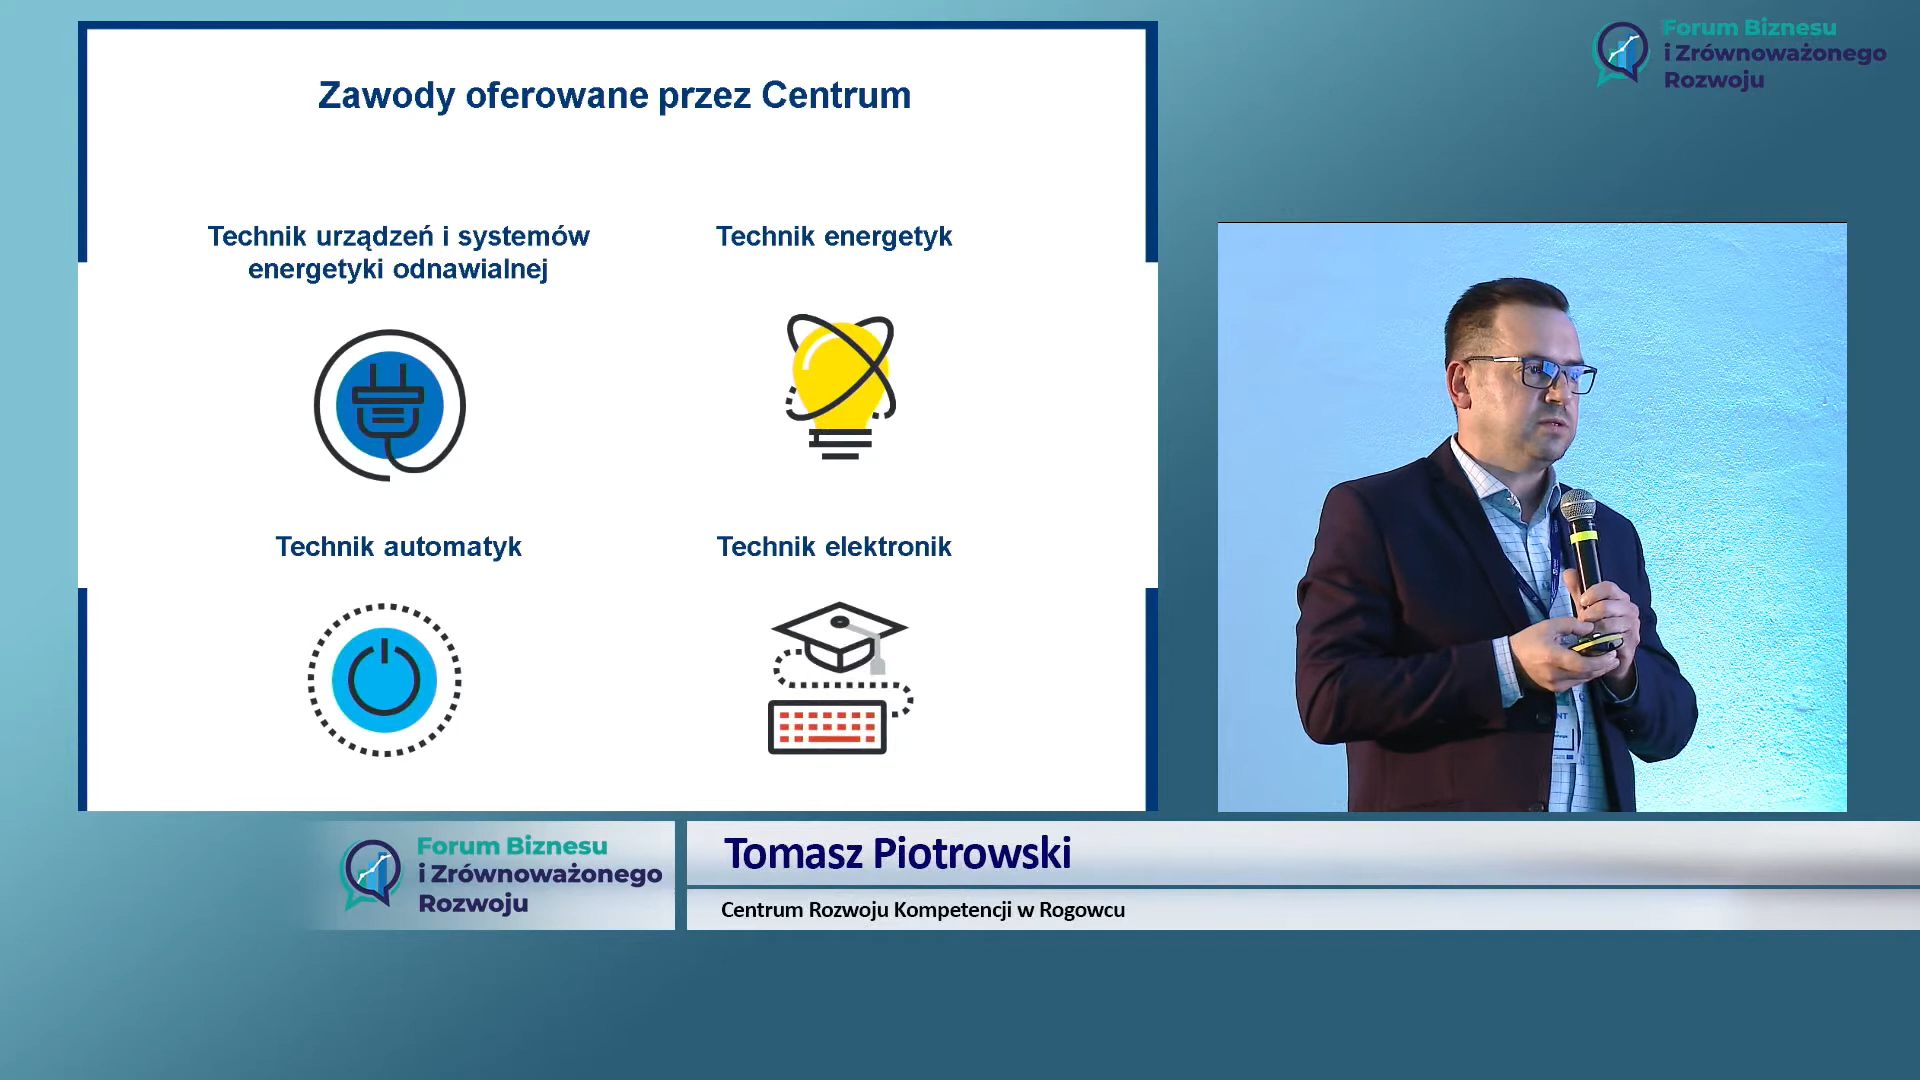 Zawody oferowane przez Centrum
Technik urządzeń i systemów
energetyki odnawialnej
Technik energetyk
Technik automatyk
Technik elektronik
Forum Biznesu
i Zrównoważonego
Rozwoju
Forum Biznesu
i Zrównoważonego
Rozwoju
Tomasz Piotrowski
Centrum Rozwoju Kompetencji w Rogowcu